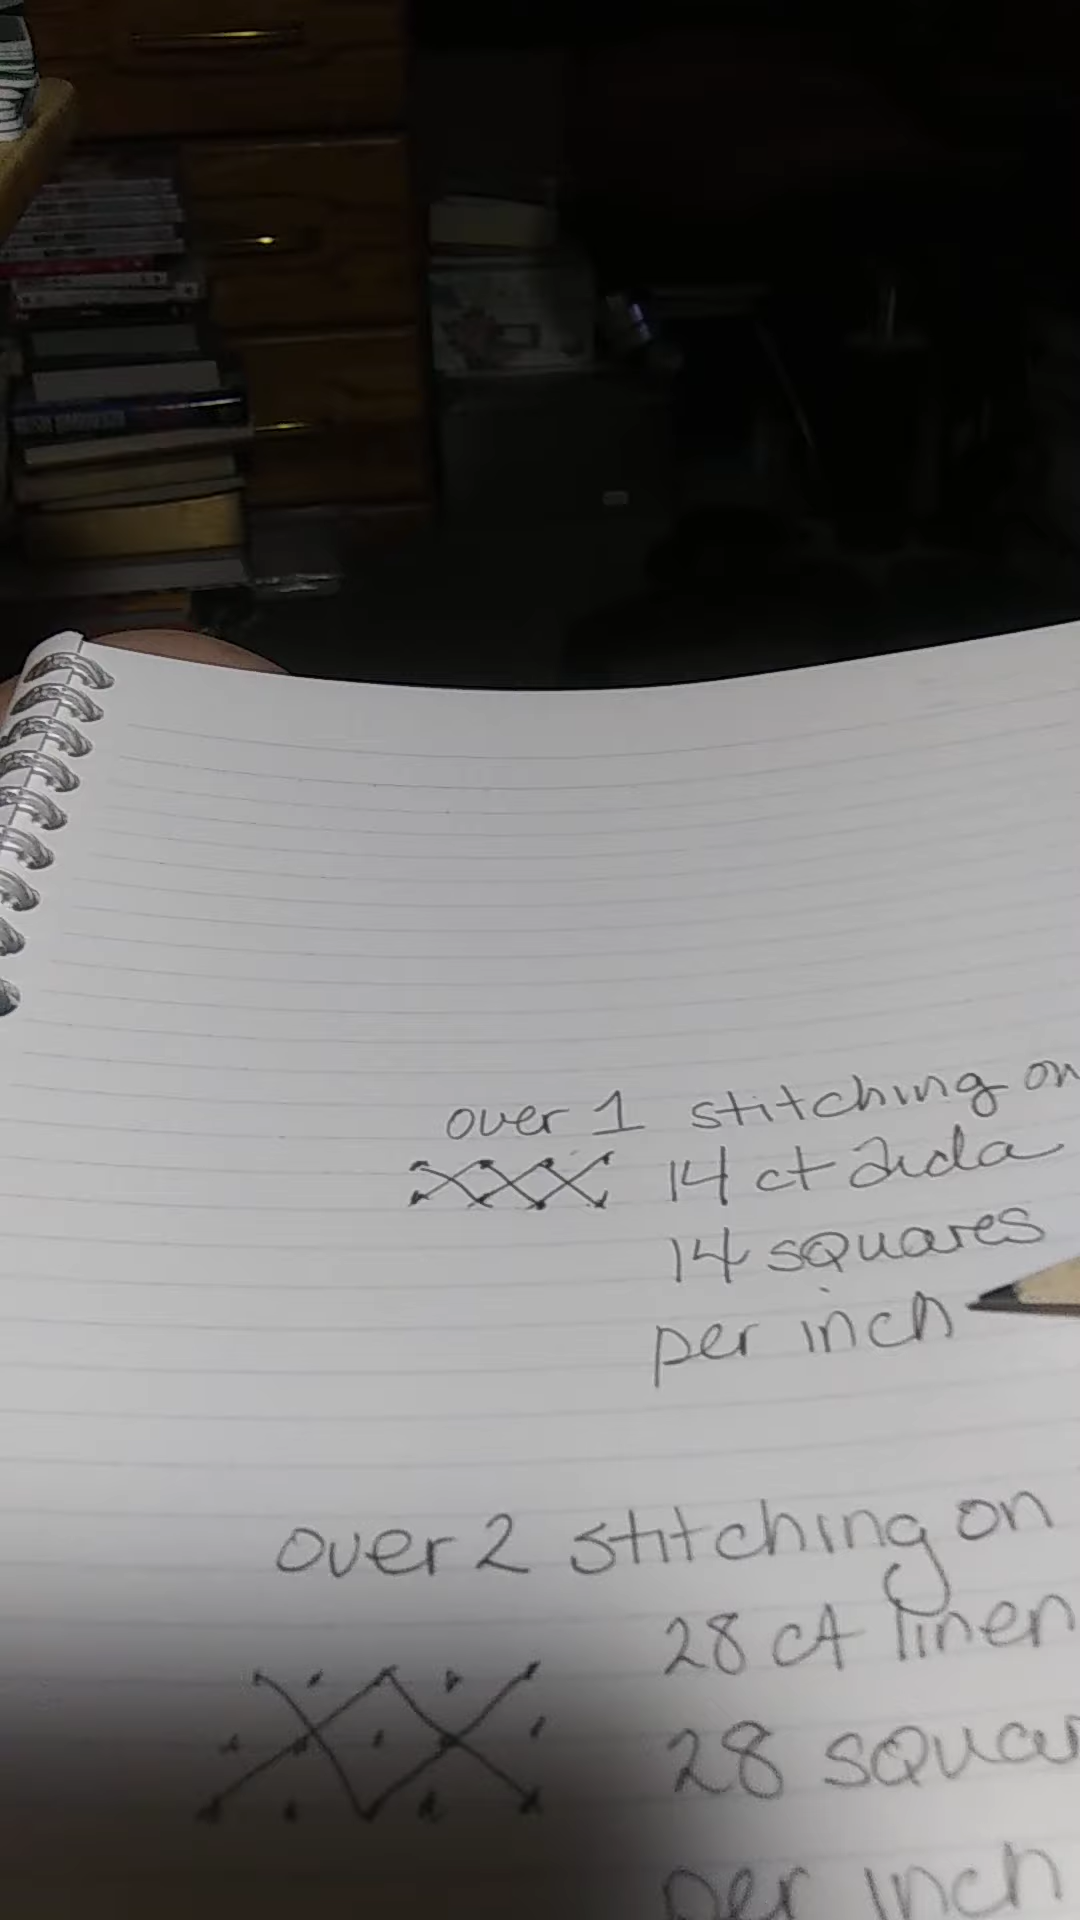 over 1 stitching on
14 ct aida
14 squares
per inch
over 2 stitching on
28 ct linen
28 squar
per inch